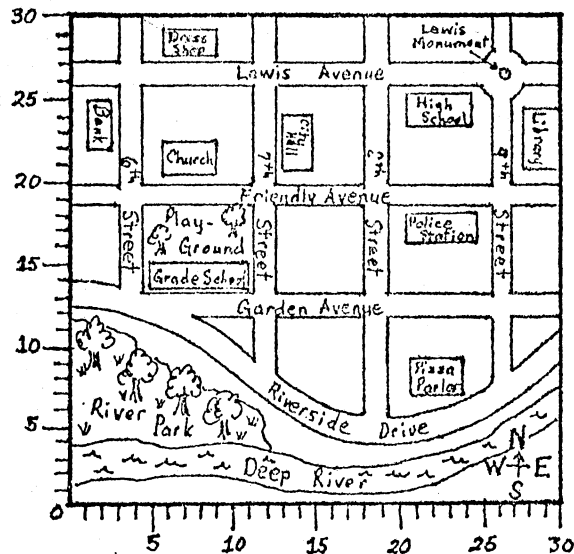 30
25
20
15
10
5
0
5
10
15
20
25
30
Dress
Shop
Lewis
Monument
Lewis Avenue
Bank
6th
Street
Church
City
Hall
7th
Street
High
School
Library
Friendly Avenue
Play-
Ground
Grade School
Street
Police
Station
9th
Street
Garden Avenue
Pizza
Parlor
Riverside Drive
River
Park
Deep River
N
W E
S